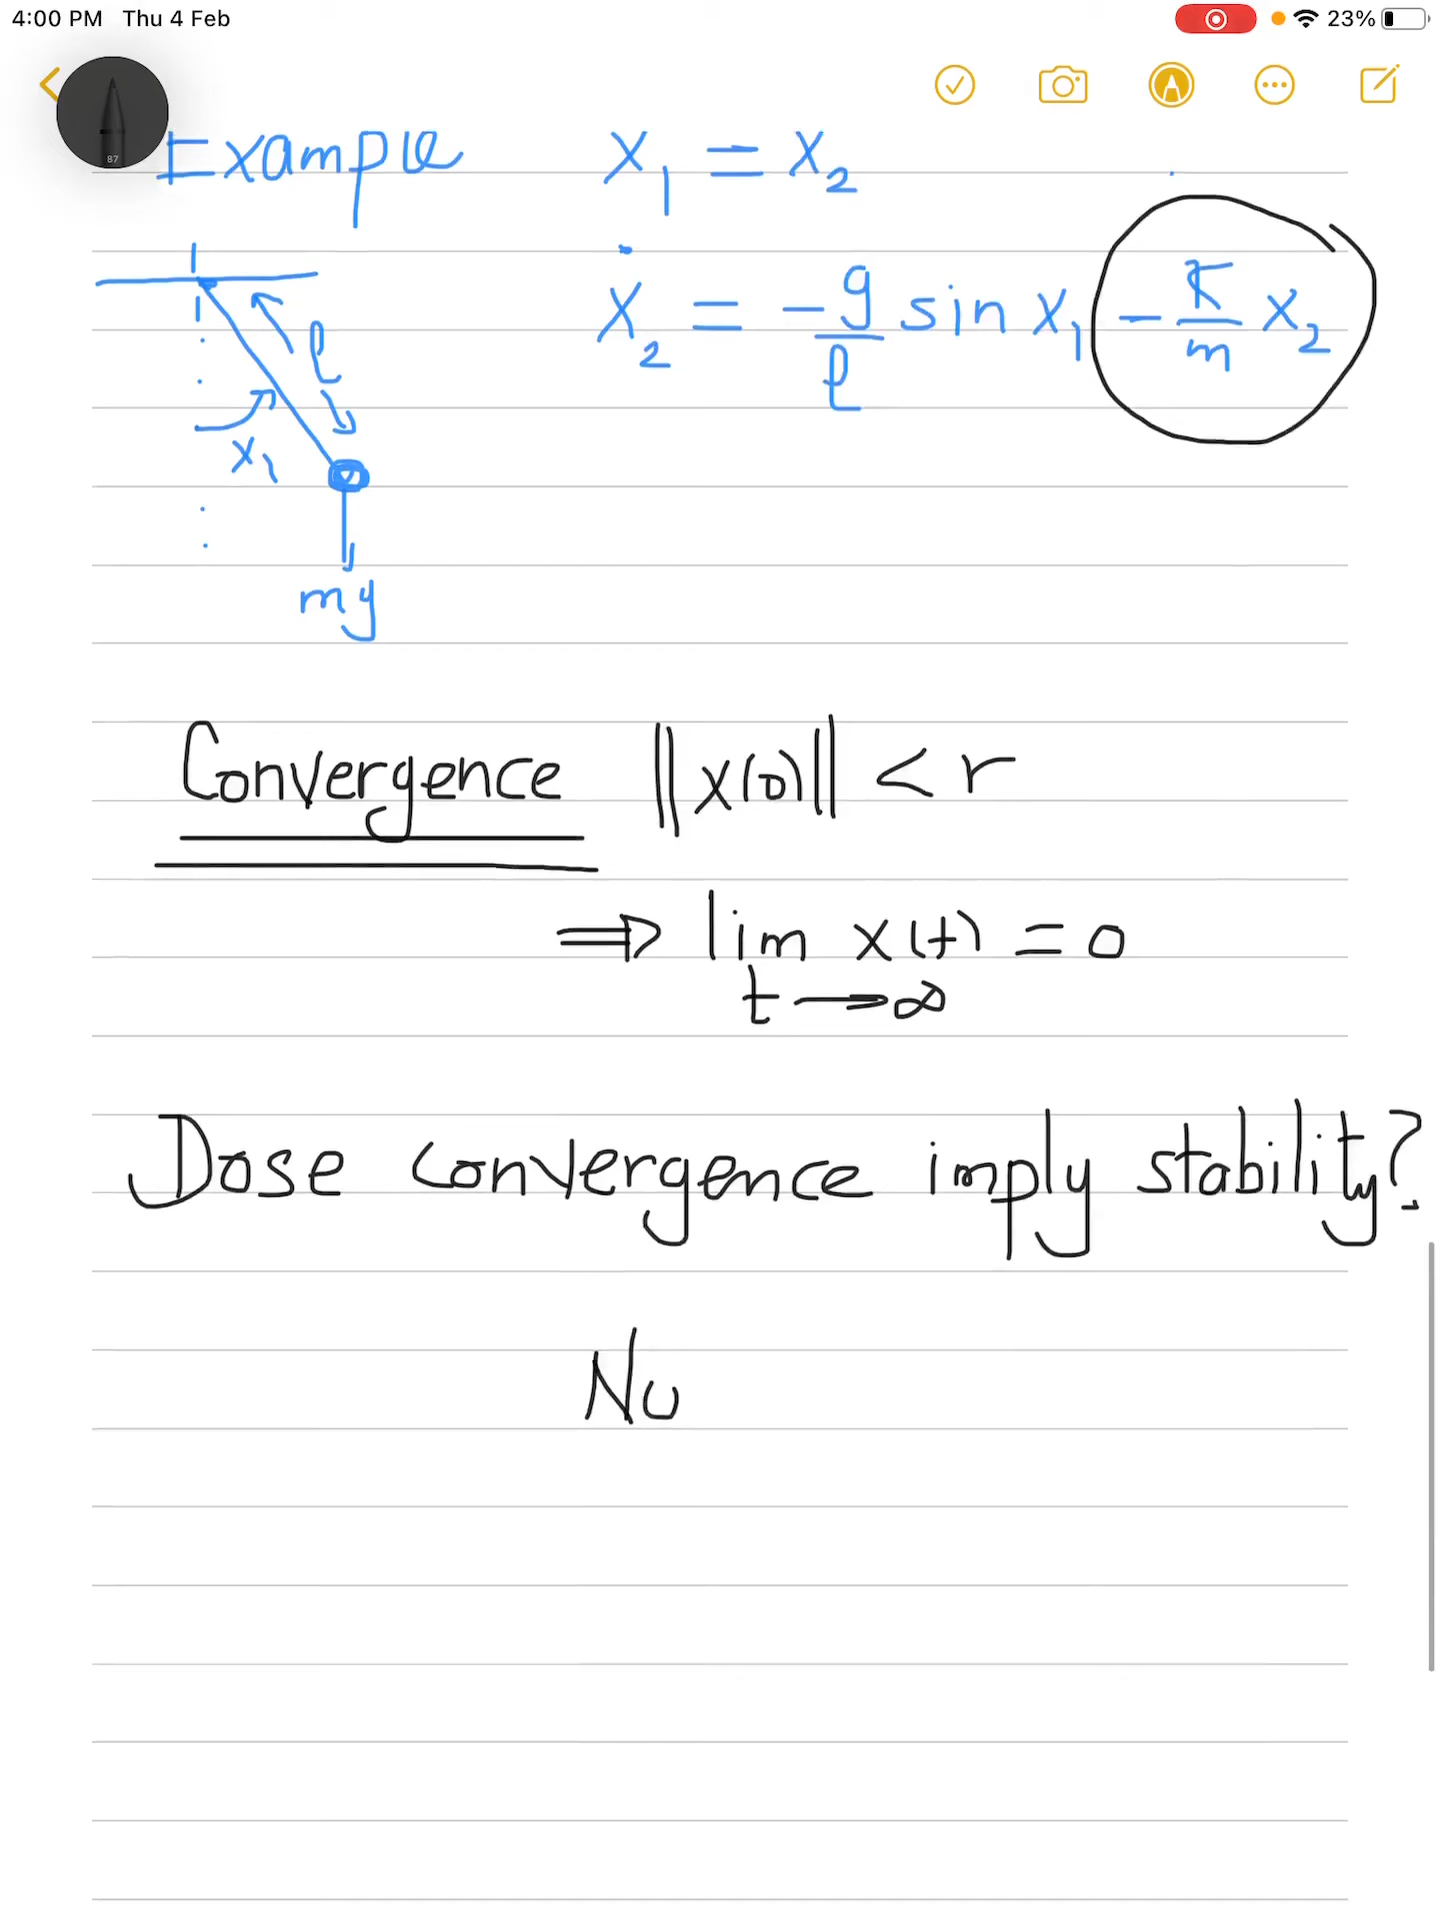 4:00 PM Thu 4 Feb 23%
87
Example x₁ = x₂
ẋ₂ = -g/l sin x₁ - K/m x₂
l
x₁
mg
Convergence ||x(0)|| < r
⟹ lim x(t) = 0
t → ∞
Dose convergence imply stability?
No